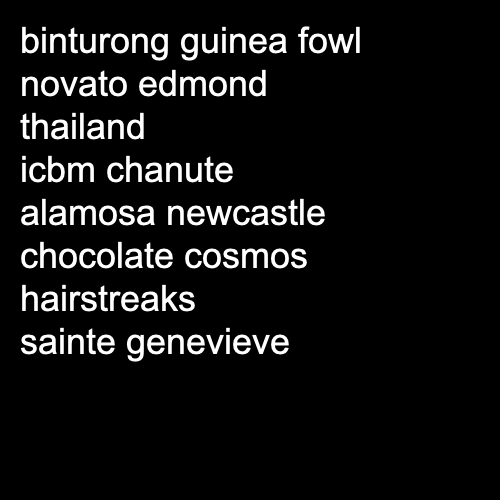 binturong guinea fowl
novato edmond
thailand
icbm chanute
alamosa newcastle
chocolate cosmos
hairstreaks
sainte genevieve